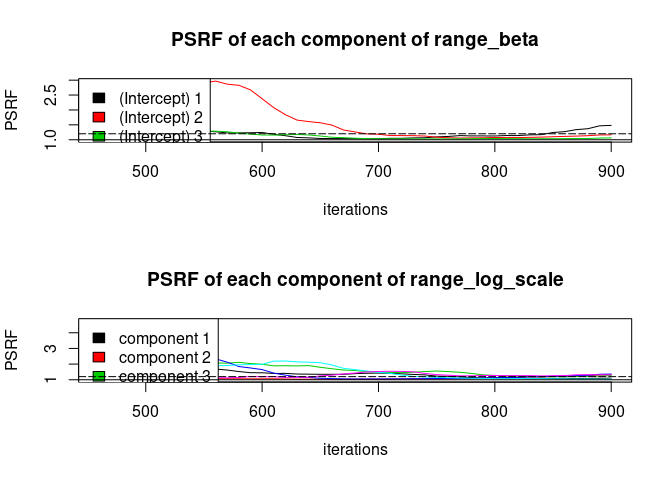 PSRF of each component of range_beta
PSRF
2.5
1.0
(Intercept) 1
(Intercept) 2
(Intercept) 3
500 600 700 800 900
iterations
PSRF of each component of range_log_scale
PSRF
3
1
component 1
component 2
component 3
500 600 700 800 900
iterations